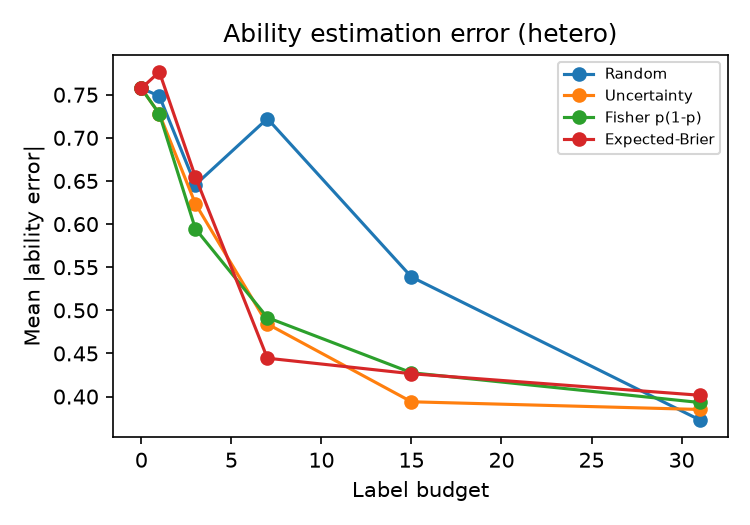 Ability estimation error (hetero)
Random
Uncertainty
Fisher p(1-p)
Expected-Brier
Mean |ability error|
0.75
0.70
0.65
0.60
0.55
0.50
0.45
0.40
0 5 10 15 20 25 30
Label budget